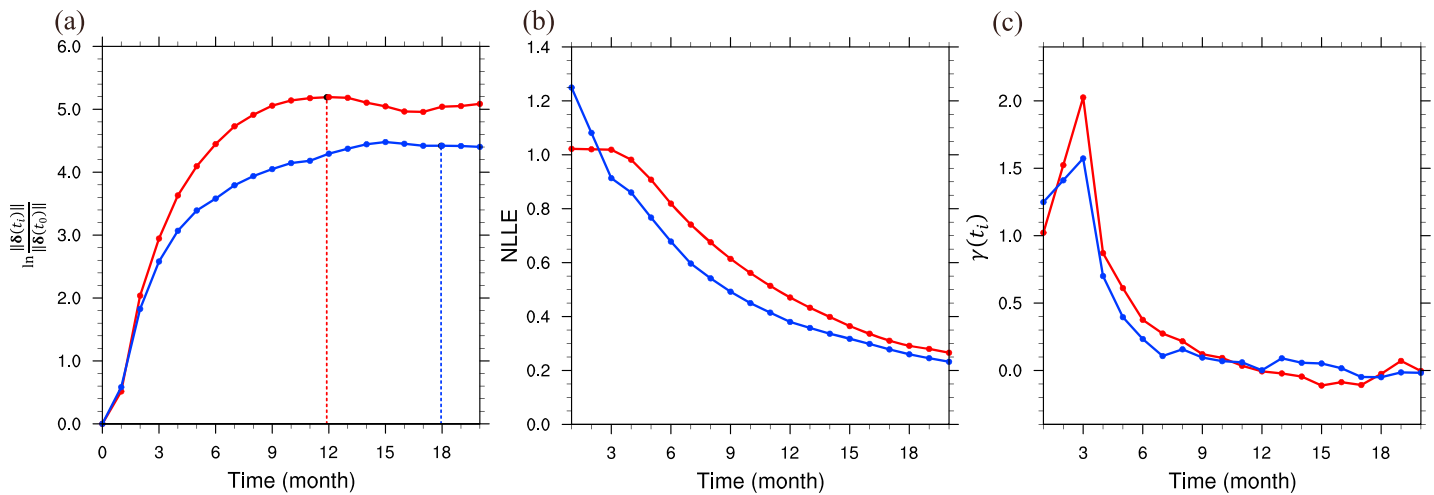 (a)
6.0
5.0
4.0
3.0
2.0
1.0
0.0
0 3 6 9 12 15 18
Time (month)
ln ||δ(tᵢ)|| / ||δ(t₀)||
(b)
1.4
1.2
1.0
0.8
0.6
0.4
0.2
0.0
3 6 9 12 15 18
Time (month)
NLLE
(c)
2.0
1.5
1.0
0.5
0.0
3 6 9 12 15 18
Time (month)
γ(tᵢ)